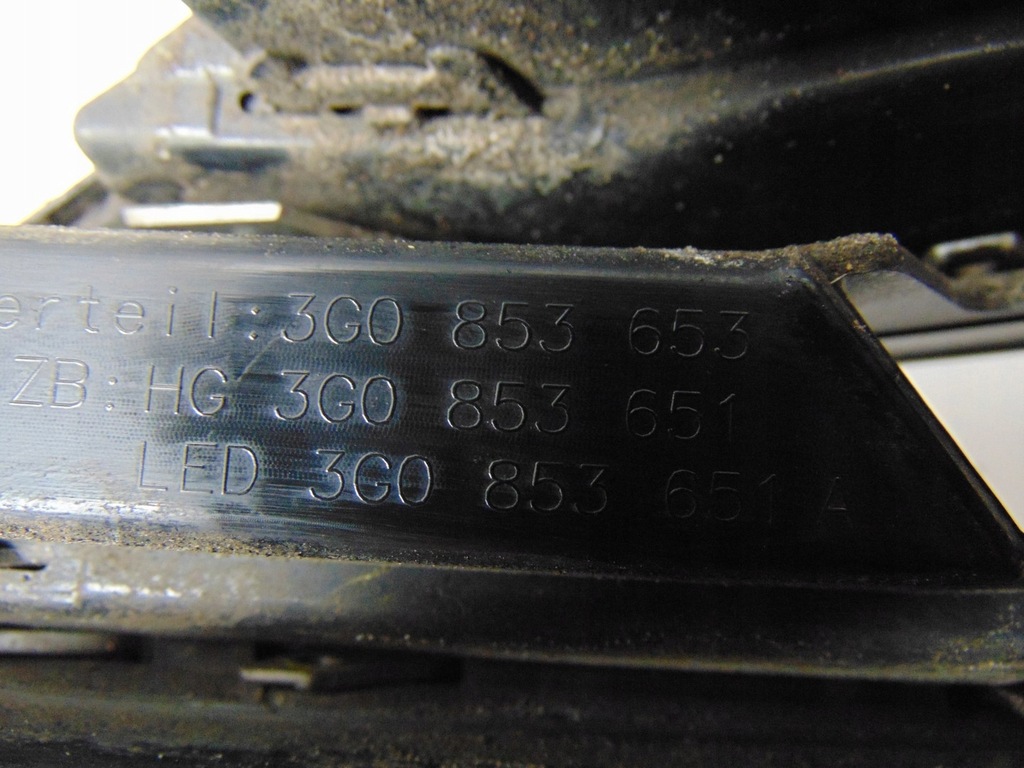 erteil: 3G0 853 653
ZB: HG 3G0 853 651
LED 3G0 853 651 A